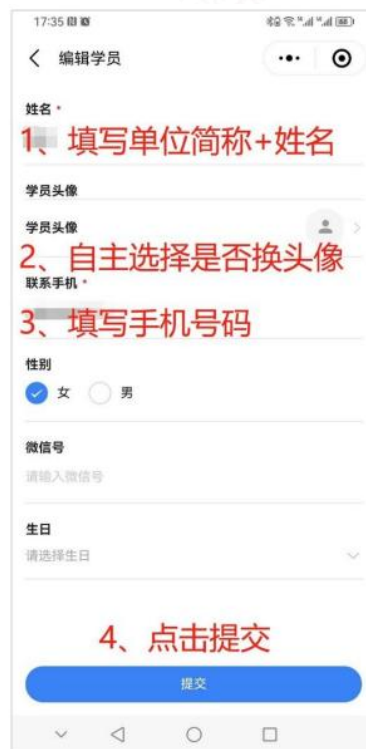 17:35
编辑学员
姓名 *
1、填写单位简称+姓名
学员头像
学员头像
2、自主选择是否换头像
联系手机 *
3、填写手机号码
性别
女 男
微信号
请输入微信号
生日
请选择生日
4、点击提交
提交